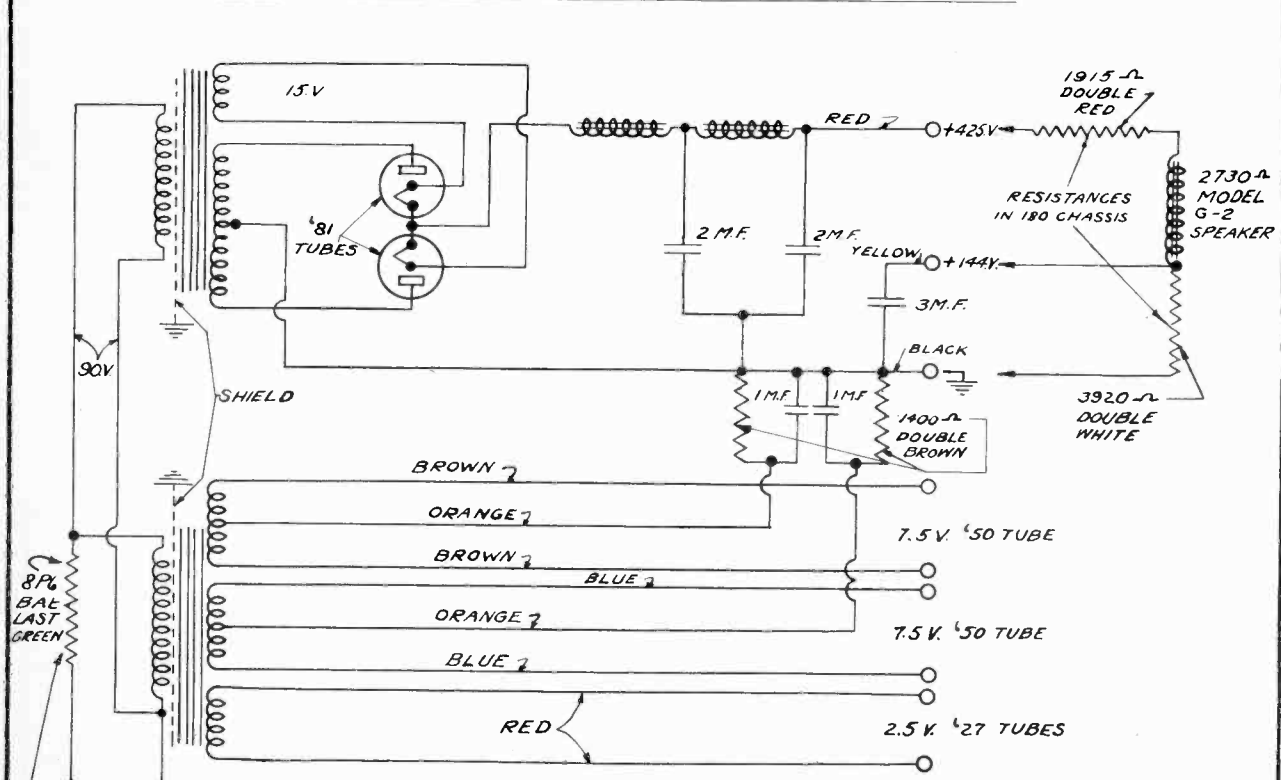 15 V
'81
TUBES
90V
SHIELD
RED
+425V
1915 Ω
DOUBLE
RED
RESISTANCES
IN 180 CHASSIS
2730 Ω
MODEL
G-2
SPEAKER
2 M.F.
2 M.F.
YELLOW
+144V.
3 M.F.
BLACK
1 M.F
1 M.F
1400 Ω
DOUBLE
BROWN
3920 Ω
DOUBLE
WHITE
BROWN
ORANGE
BROWN
7.5 V. '50 TUBE
BLUE
ORANGE
BLUE
7.5 V. '50 TUBE
BAL
LAST
GREEN
RED
2.5 V. '27 TUBES